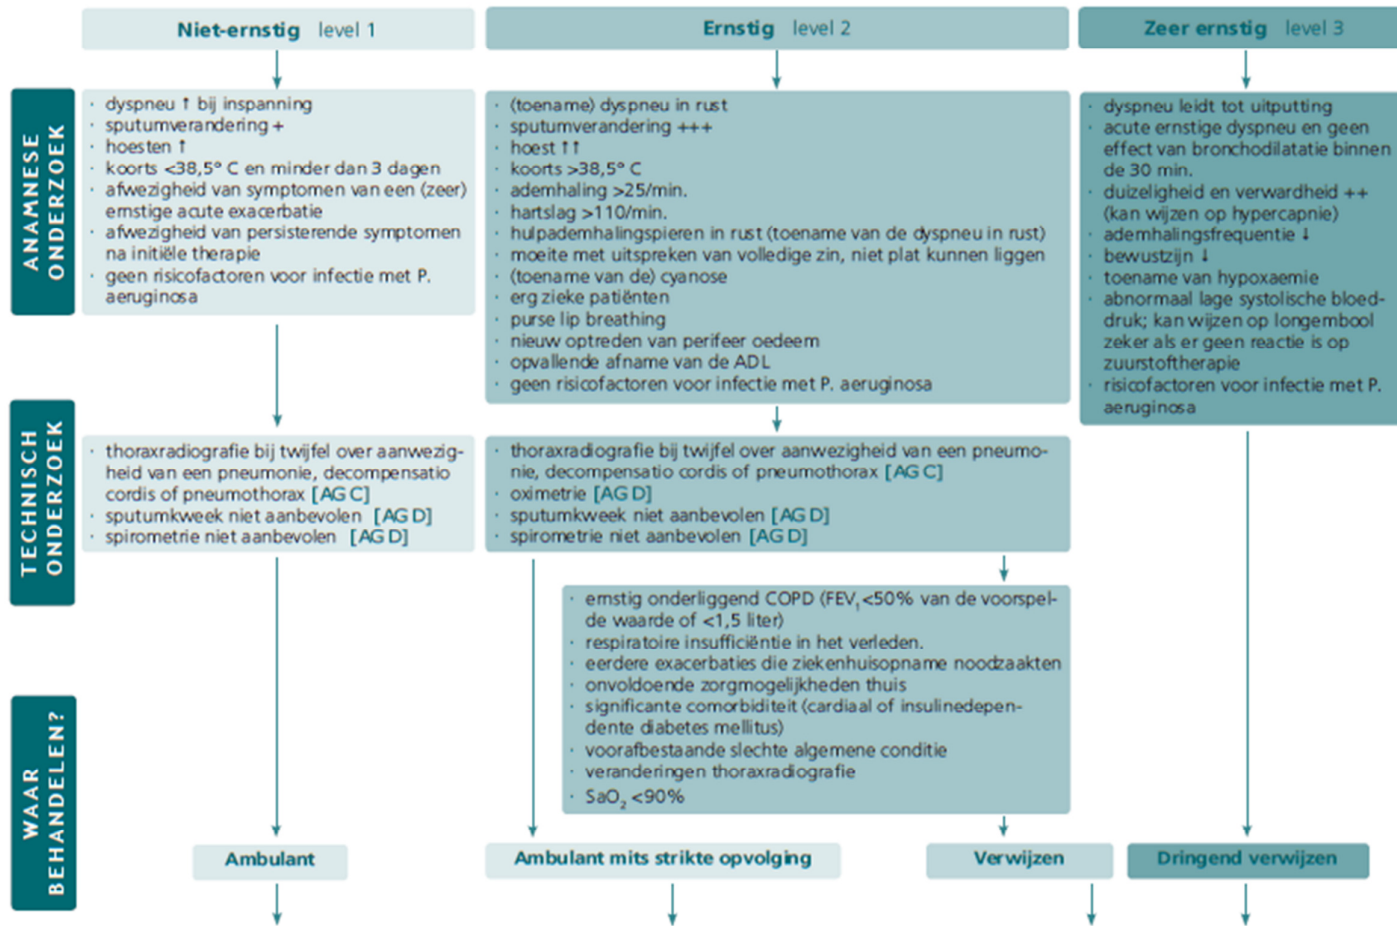 Niet-ernstig level 1
Ernstig level 2
Zeer ernstig level 3
ANAMNESE
ONDERZOEK
· dyspneu ↑ bij inspanning
· sputumverandering +
· hoesten ↑
· koorts <38,5° C en minder dan 3 dagen
· afwezigheid van symptomen van een (zeer)
ernstige acute exacerbatie
· afwezigheid van persisterende symptomen
na initiële therapie
· geen risicofactoren voor infectie met P.
aeruginosa
· (toename) dyspneu in rust
· sputumverandering +++
· hoest ↑↑
· koorts >38,5° C
· ademhaling >25/min.
· hartslag >110/min.
· hulpademhalingspieren in rust (toename van de dyspneu in rust)
· moeite met uitspreken van volledige zin, niet plat kunnen liggen
· (toename van de) cyanose
· erg zieke patiënten
· purse lip breathing
· nieuw optreden van perifeer oedeem
· opvallende afname van de ADL
· geen risicofactoren voor infectie met P. aeruginosa
· dyspneu leidt tot uitputting
· acute ernstige dyspneu en geen
effect van bronchodilatatie binnen
de 30 min.
· duizeligheid en verwardheid ++
(kan wijzen op hypercapnie)
· ademhalingsfrequentie ↓
· bewustzijn ↓
· toename van hypoxaemie
· abnormaal lage systolische bloed-
druk; kan wijzen op longembool
zeker als er geen reactie is op
zuurstoftherapie
· risicofactoren voor infectie met P.
aeruginosa
TECHNISCH
ONDERZOEK
· thoraxradiografie bij twijfel over aanwezig-
heid van een pneumonie, decompensatio
cordis of pneumothorax [AG C]
· sputumkweek niet aanbevolen [AG D]
· spirometrie niet aanbevolen [AG D]
· thoraxradiografie bij twijfel over aanwezigheid van een pneumo-
nie, decompensatio cordis of pneumothorax [AG C]
· oximetrie [AG D]
· sputumkweek niet aanbevolen [AG D]
· spirometrie niet aanbevolen [AG D]
· ernstig onderliggend COPD (FEV₁<50% van de voorspel-
de waarde of <1,5 liter)
· respiratoire insufficiëntie in het verleden.
· eerdere exacerbaties die ziekenhuisopname noodzaakten
· onvoldoende zorgmogelijkheden thuis
· significante comorbiditeit (cardiaal of insulinedepen-
dente diabetes mellitus)
· voorafbestaande slechte algemene conditie
· veranderingen thoraxradiografie
· SaO₂ <90%
WAAR
BEHANDELEN?
Ambulant
Ambulant mits strikte opvolging
Verwijzen
Dringend verwijzen